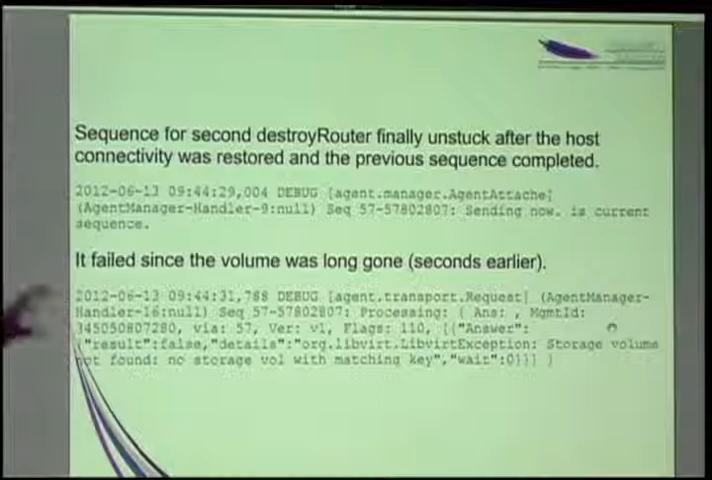 Sequence for second destroyRouter finally unstuck after the host
connectivity was restored and the previous sequence completed.
2012-06-13 09:44:29,004 DEBUG [agent.manager.AgentAttache]
(AgentManager-Handler-9:null) Seq 57-57802807: Sending now. is current
sequence.
It failed since the volume was long gone (seconds earlier).
2012-06-13 09:44:31,788 DEBUG [agent.transport.Request] (AgentManager-
Handler-16:null) Seq 57-57802807: Processing: { Ans: , MgmtId:
345050807280, via: 57, Ver: v1, Flags: 110, [{"Answer":
{"result":false,"details":"org.libvirt.LibvirtException: Storage volume
not found: no storage vol with matching key","wait":0}}] }